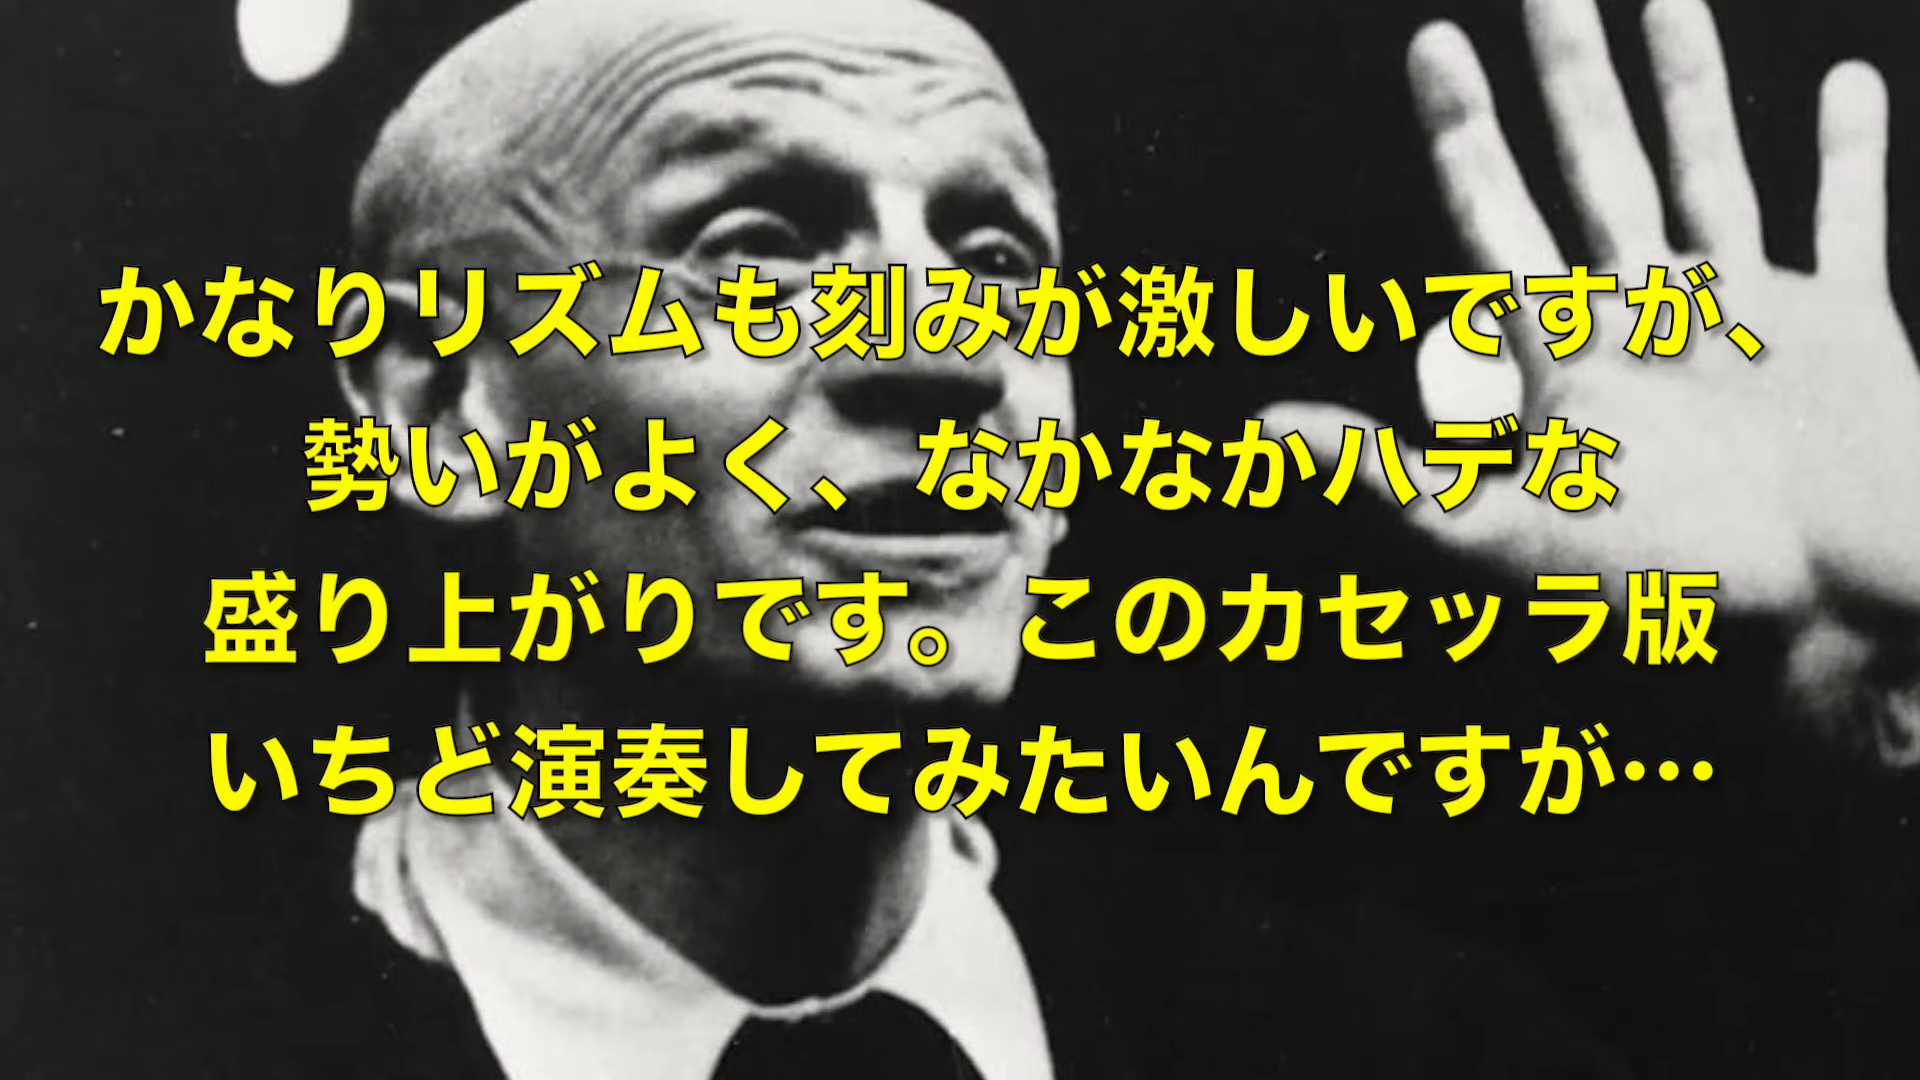 かなりリズムも刻みが激しいですが、
勢いがよく、なかなかハデな
盛り上がりです。このカセッラ版
いちど演奏してみたいんですが…